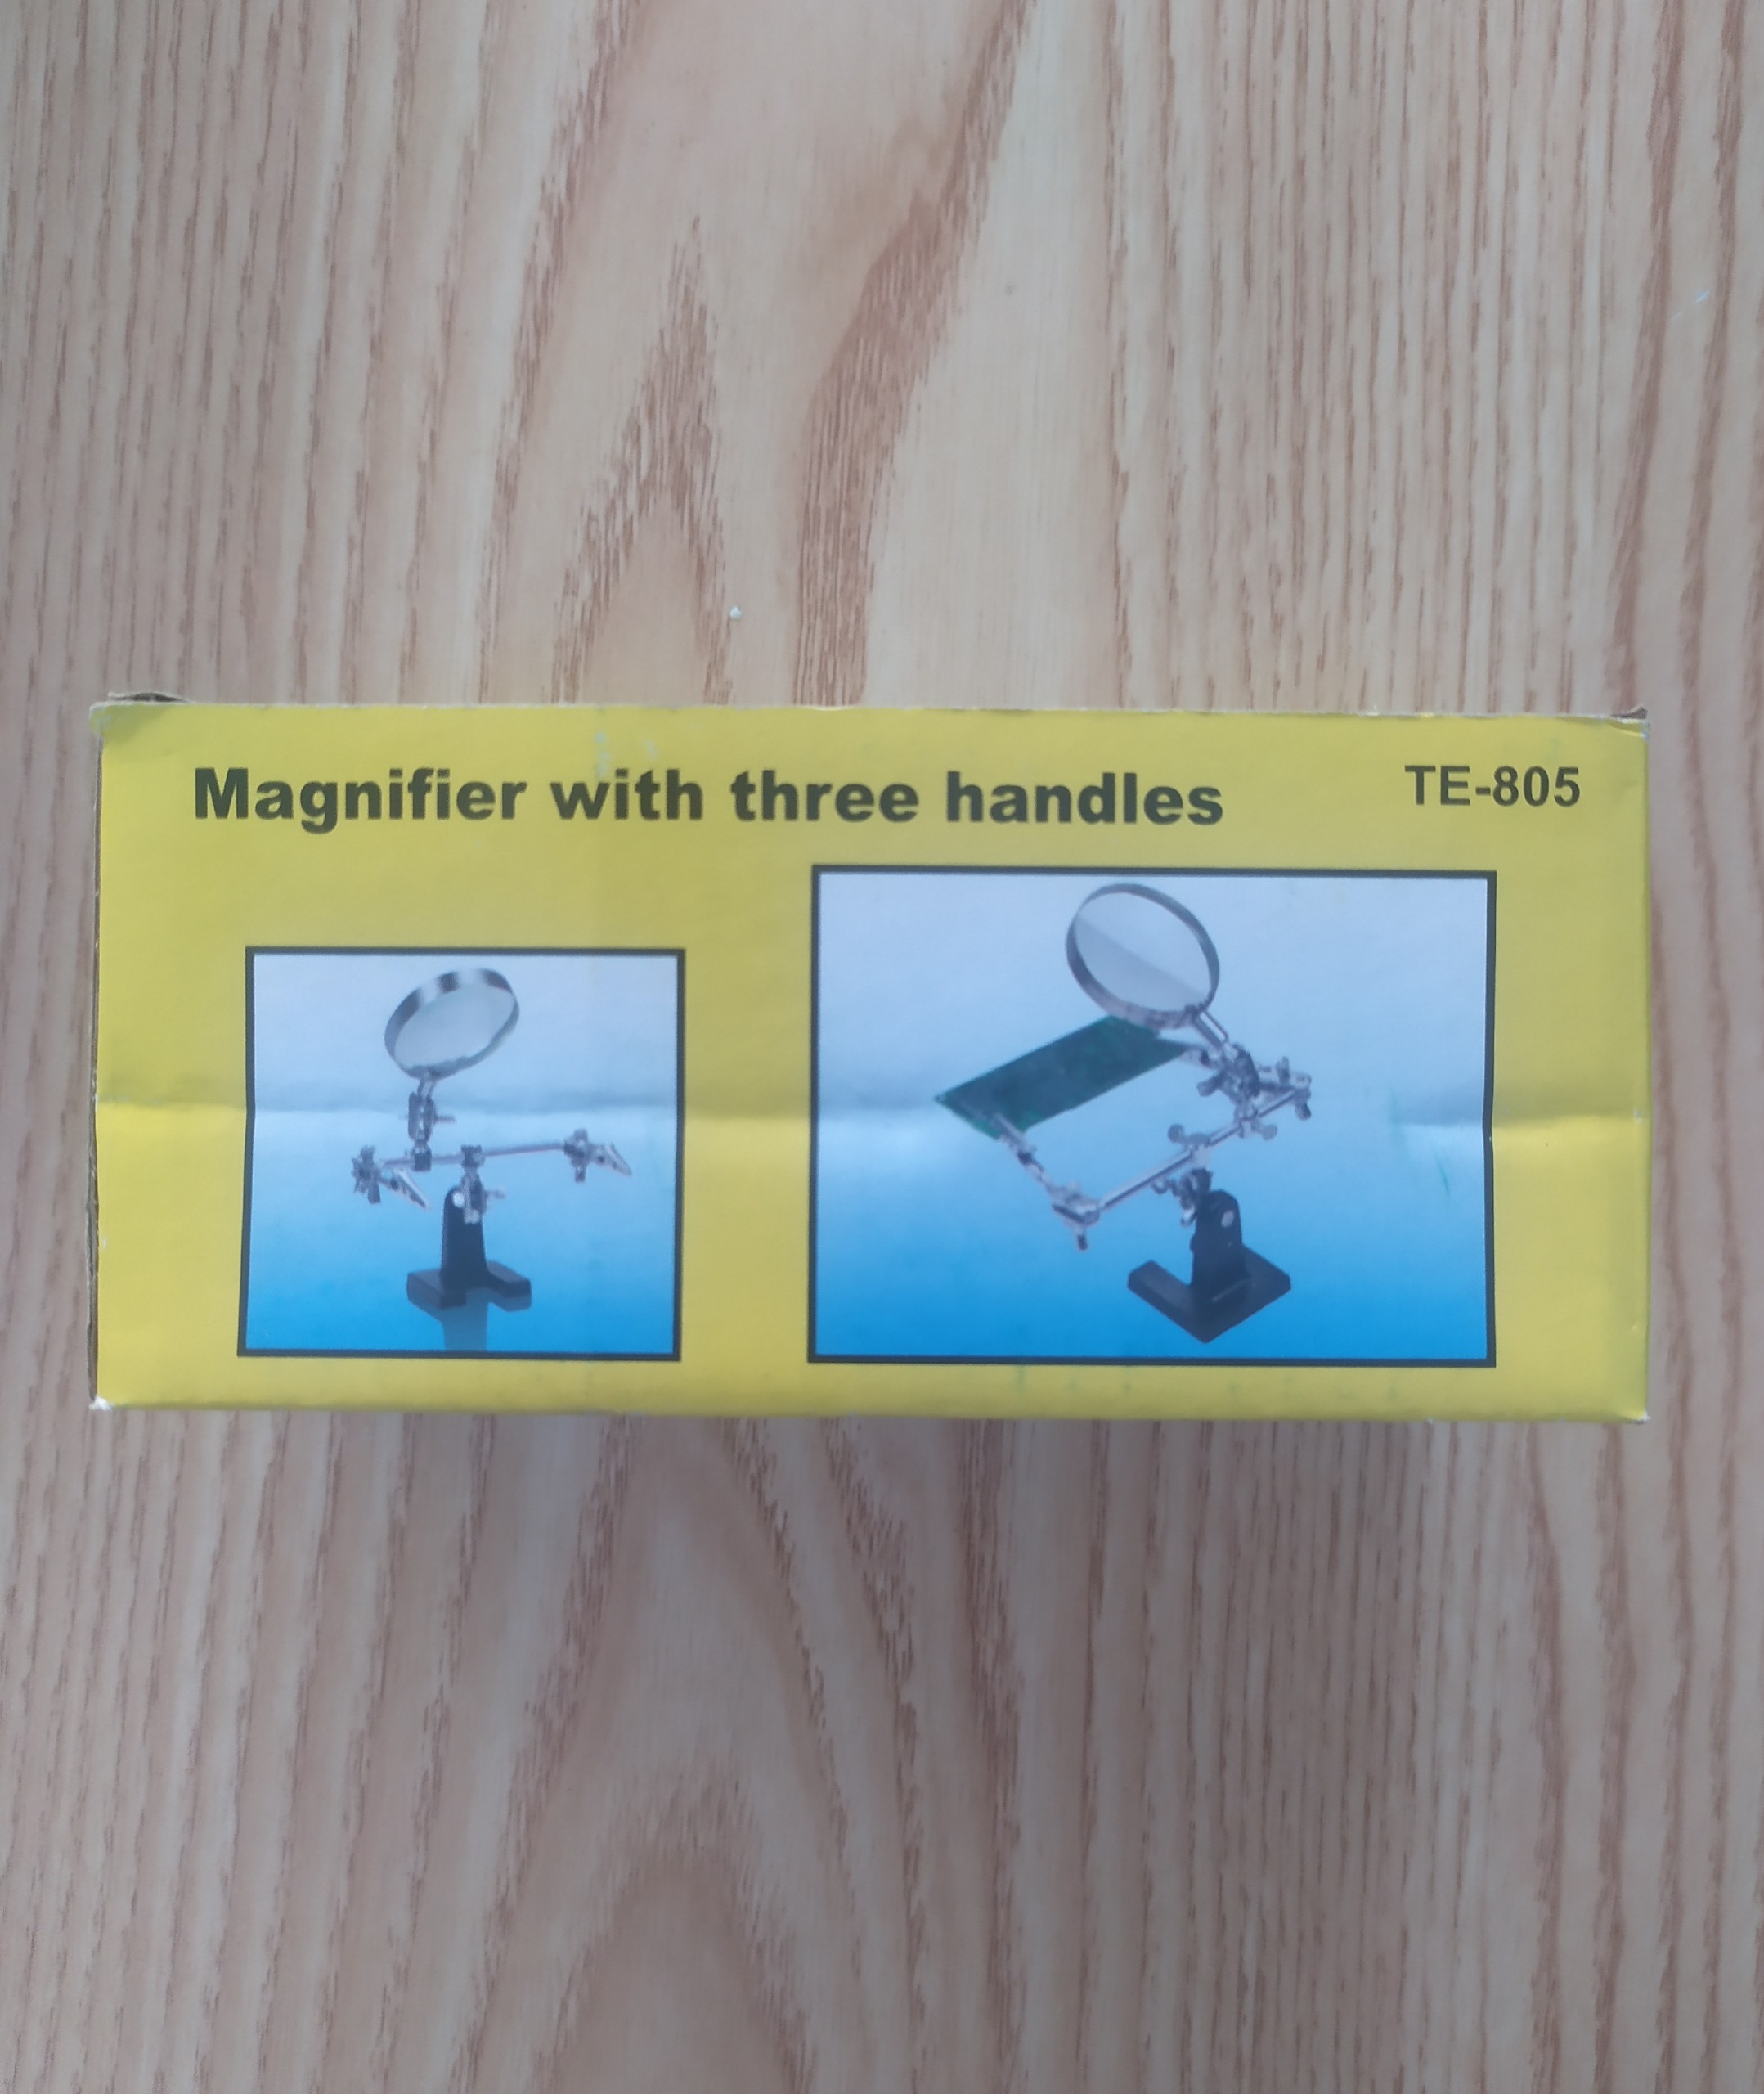 Magnifier with three handles
TE-805